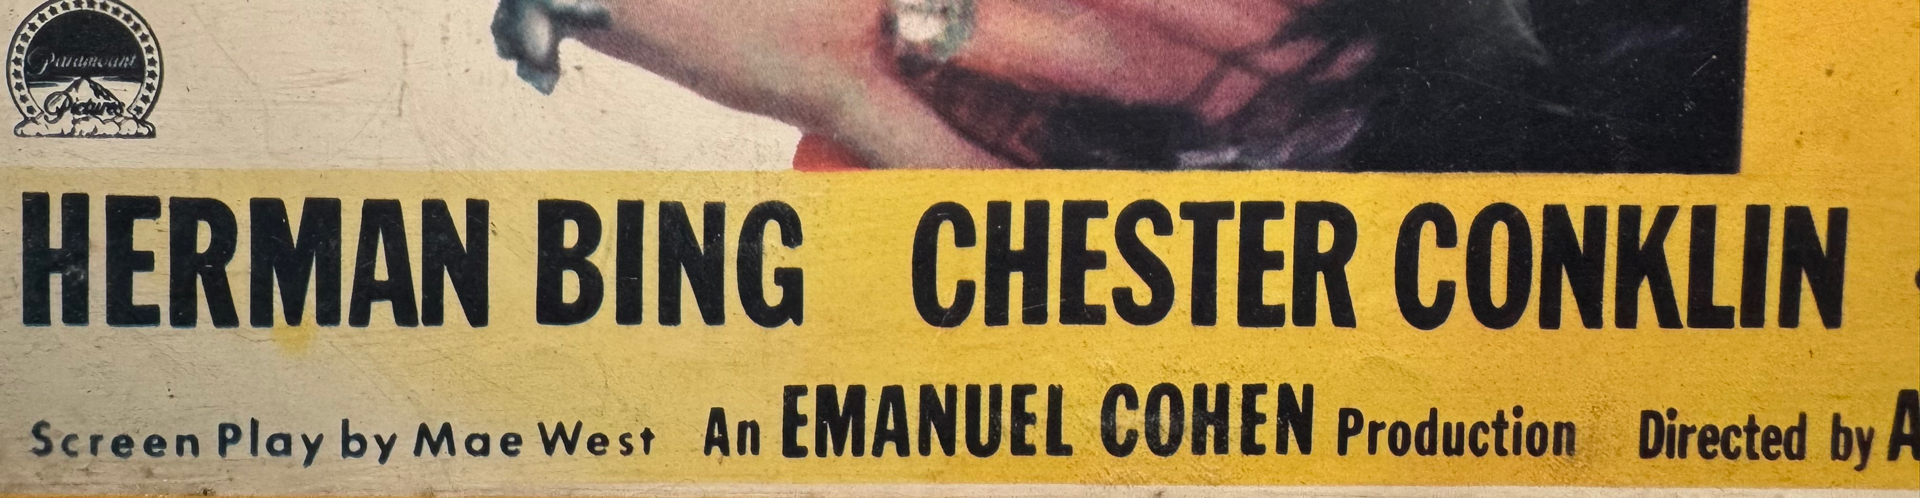 Paramount
Pictures
HERMAN BING CHESTER CONKLIN
Screen Play by Mae West An EMANUEL COHEN Production Directed by A